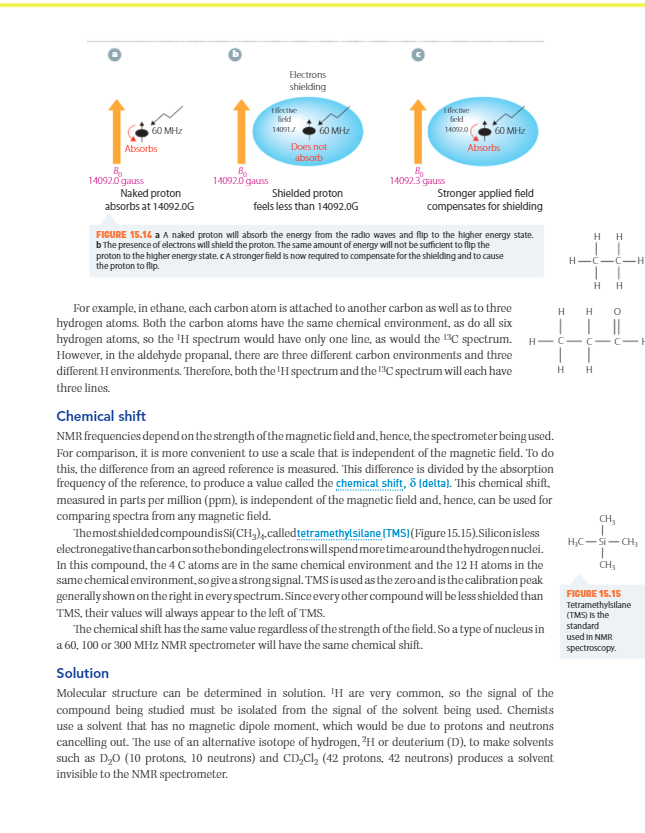 a
b
c
Electrons
shielding
Effective
field
14091.7
60 MHz
Does not
absorb
Effective
field
14092.0
60 MHz
Absorbs
60 MHz
Absorbs
B0
14092.0 gauss
B0
14092.0 gauss
B0
14092.3 gauss
Naked proton
absorbs at 14092.0G
Shielded proton
feels less than 14092.0G
Stronger applied field
compensates for shielding
FIGURE 15.14 a A naked proton will absorb the energy from the radio waves and flip to the higher energy state.
b The presence of electrons will shield the proton. The same amount of energy will not be sufficient to flip the
proton to the higher energy state. c A stronger field is now required to compensate for the shielding and to cause
the proton to flip.
H H
H—C—C—H
H H
For example, in ethane, each carbon atom is attached to another carbon as well as to three
hydrogen atoms. Both the carbon atoms have the same chemical environment, as do all six
hydrogen atoms, so the ¹H spectrum would have only one line, as would the ¹³C spectrum.
However, in the aldehyde propanal, there are three different carbon environments and three
different H environments. Therefore, both the ¹H spectrum and the ¹³C spectrum will each have
three lines.
H H O
H—C—C—C—H
H H
Chemical shift
NMR frequencies depend on the strength of the magnetic field and, hence, the spectrometer being used.
For comparison, it is more convenient to use a scale that is independent of the magnetic field. To do
this, the difference from an agreed reference is measured. This difference is divided by the absorption
frequency of the reference, to produce a value called the chemical shift, δ (delta). This chemical shift,
measured in parts per million (ppm), is independent of the magnetic field and, hence, can be used for
comparing spectra from any magnetic field.
The most shielded compound is Si(CH₃)₄, called tetramethylsilane (TMS) (Figure 15.15). Silicon is less
electronegative than carbon so the bonding electrons will spend more time around the hydrogen nuclei.
In this compound, the 4 C atoms are in the same chemical environment and the 12 H atoms in the
same chemical environment, so give a strong signal. TMS is used as the zero and is the calibration peak
generally shown on the right in every spectrum. Since every other compound will be less shielded than
TMS, their values will always appear to the left of TMS.
The chemical shift has the same value regardless of the strength of the field. So a type of nucleus in
a 60, 100 or 300 MHz NMR spectrometer will have the same chemical shift.
CH₃
H₃C—Si—CH₃
CH₃
FIGURE 15.15
Tetramethylsilane
(TMS) is the
standard
used in NMR
spectroscopy.
Solution
Molecular structure can be determined in solution. ¹H are very common, so the signal of the
compound being studied must be isolated from the signal of the solvent being used. Chemists
use a solvent that has no magnetic dipole moment, which would be due to protons and neutrons
cancelling out. The use of an alternative isotope of hydrogen, ²H or deuterium (D), to make solvents
such as D₂O (10 protons, 10 neutrons) and CD₂Cl₂ (42 protons, 42 neutrons) produces a solvent
invisible to the NMR spectrometer.